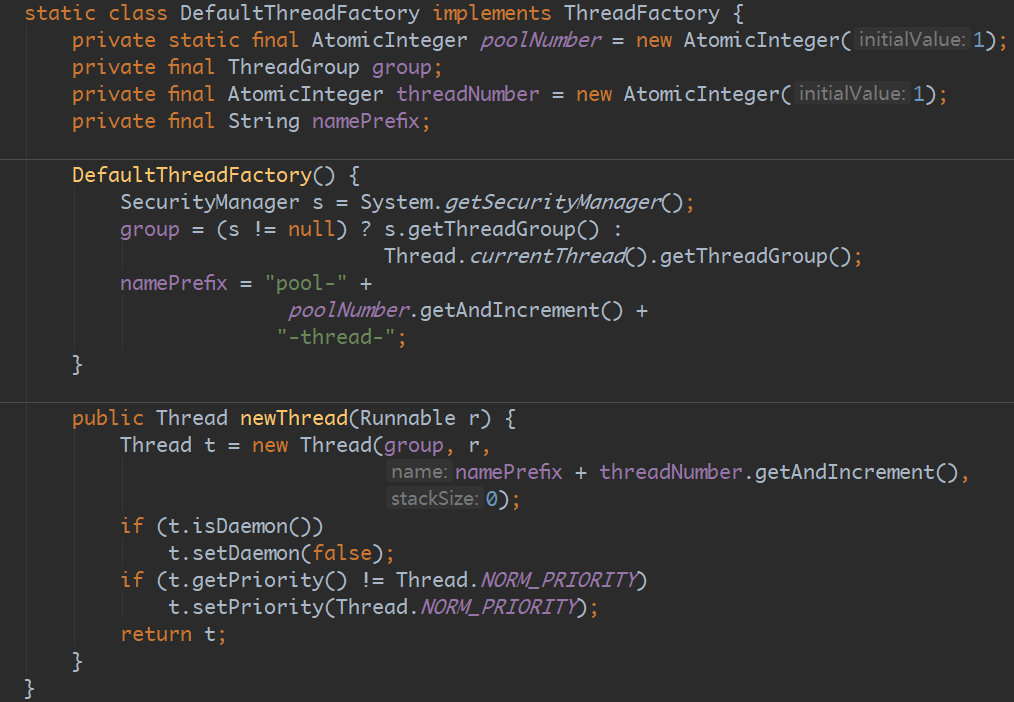 static class DefaultThreadFactory implements ThreadFactory {
    private static final AtomicInteger poolNumber = new AtomicInteger( initialValue: 1);
    private final ThreadGroup group;
    private final AtomicInteger threadNumber = new AtomicInteger( initialValue: 1);
    private final String namePrefix;
    DefaultThreadFactory() {
        SecurityManager s = System.getSecurityManager();
        group = (s != null) ? s.getThreadGroup() :
                              Thread.currentThread().getThreadGroup();
        namePrefix = "pool-" +
                      poolNumber.getAndIncrement() +
                     "-thread-";
    }
    public Thread newThread(Runnable r) {
        Thread t = new Thread(group, r,
                              name: namePrefix + threadNumber.getAndIncrement(),
                              stackSize: 0);
        if (t.isDaemon())
            t.setDaemon(false);
        if (t.getPriority() != Thread.NORM_PRIORITY)
            t.setPriority(Thread.NORM_PRIORITY);
        return t;
    }
}